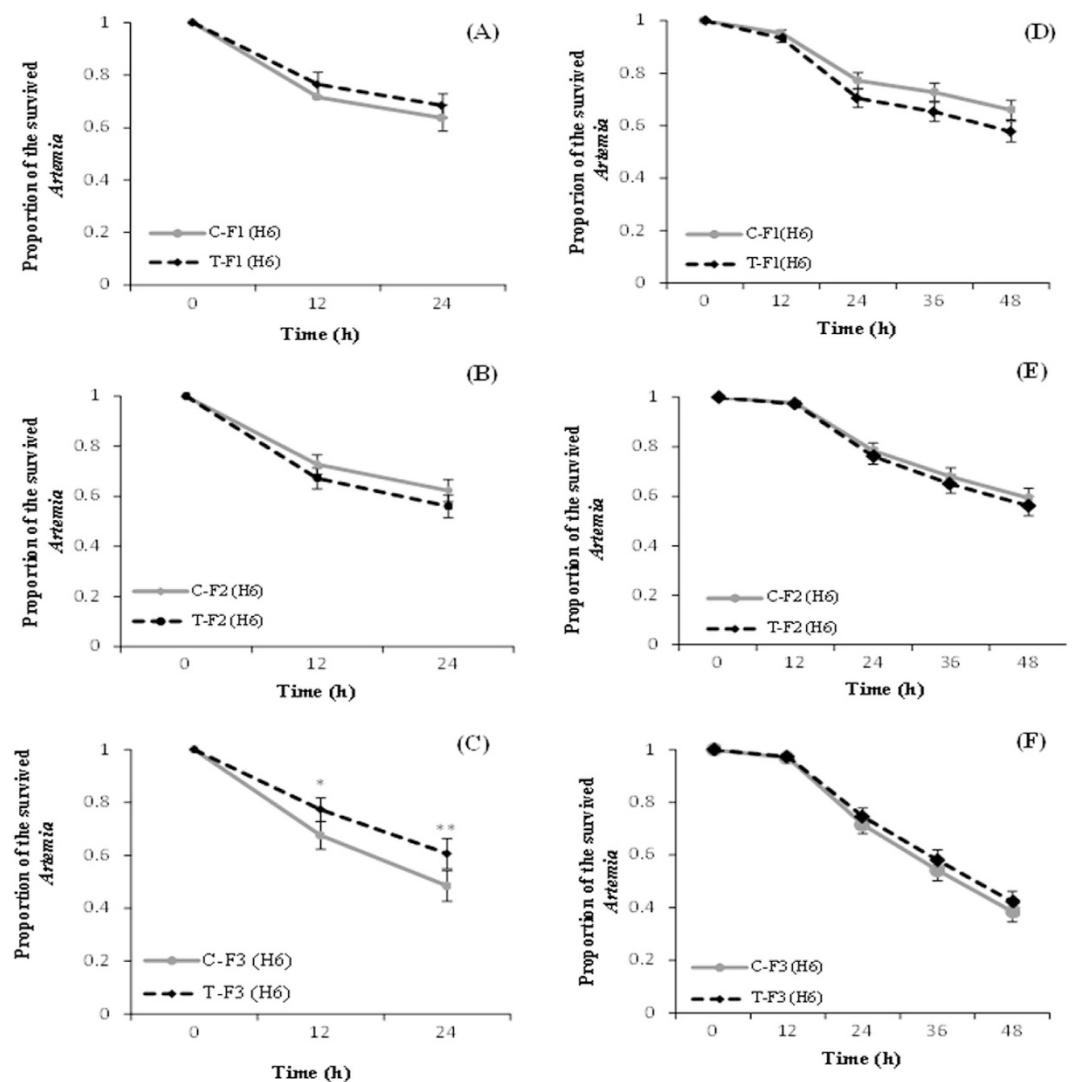 (A)
Proportion of the survived
Artemia
1
0.8
0.6
0.4
0.2
0
C-F1 (H6)
T-F1 (H6)
0 12 24
Time (h)
(D)
Proporion of the survived
Artemia
1
0.8
0.6
0.4
0.2
0
C-F1(H6)
T-F1(H6)
0 12 24 36 48
Time (h)
(B)
Proportion of the survived
Artemia
1
0.8
0.6
0.4
0.2
0
C-F2 (H6)
T-F2 (H6)
0 12 24
Time (h)
(E)
Proportion of the survived
Artemia
1
0.8
0.6
0.4
0.2
0
C-F2 (H6)
T-F2 (H6)
0 12 24 36 48
Time (h)
(C)
Proportion of the survived
Artemia
1
0.8
0.6
0.4
0.2
0
*
**
C-F3 (H6)
T-F3 (H6)
0 12 24
Time (h)
(F)
Proportion of the survived
Artemia
1
0.8
0.6
0.4
0.2
0
C-F3(H6)
T-F3(H6)
0 12 24 36 48
Time (h)